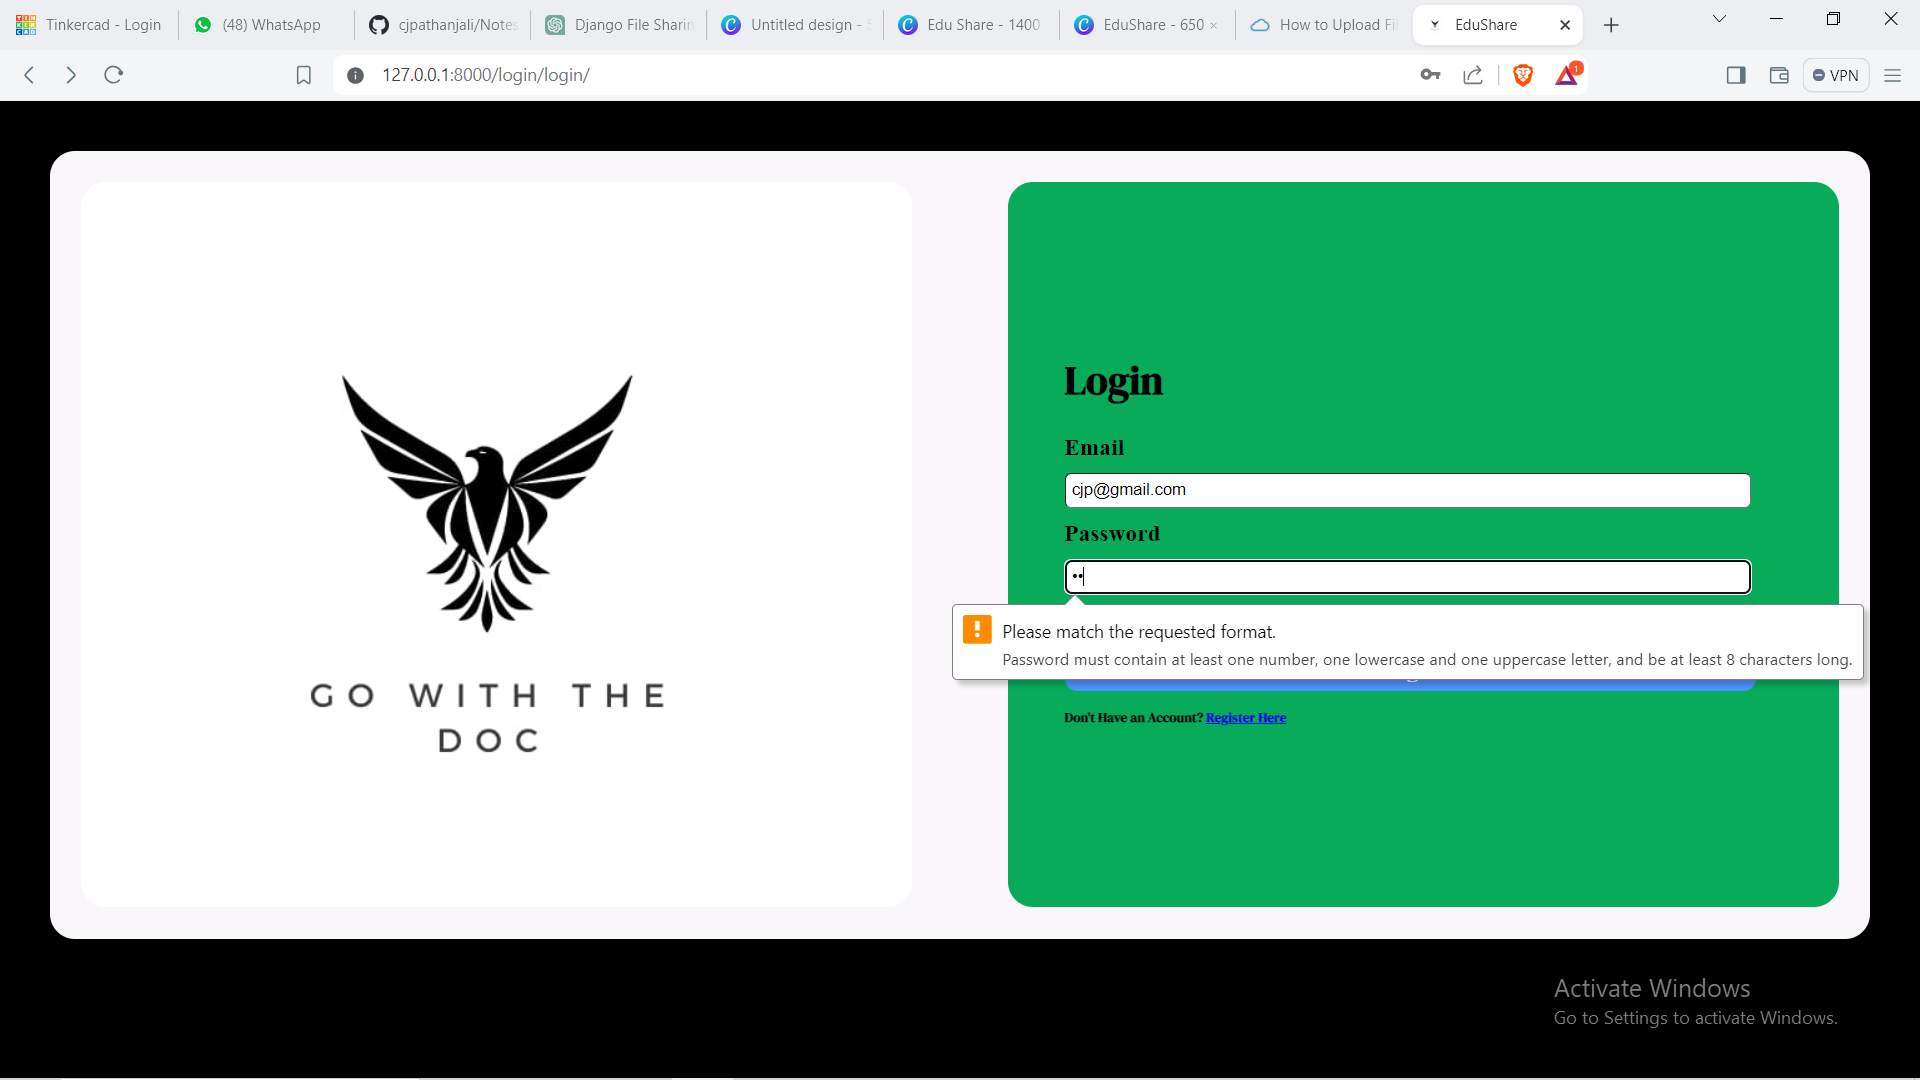 Tinkercad - Login
(48) WhatsApp
cjpathanjali/Notes
Django File Sharin
Untitled design -
Edu Share - 1400
EduShare - 650
How to Upload Fi
EduShare
127.0.0.1:8000/login/login/
1
VPN
GO WITH THE
DOC
Login
Email
cjp@gmail.com
Password
Please match the requested format.
Password must contain at least one number, one lowercase and one uppercase letter, and be at least 8 characters long.
Don't Have an Account? Register Here
Activate Windows
Go to Settings to activate Windows.